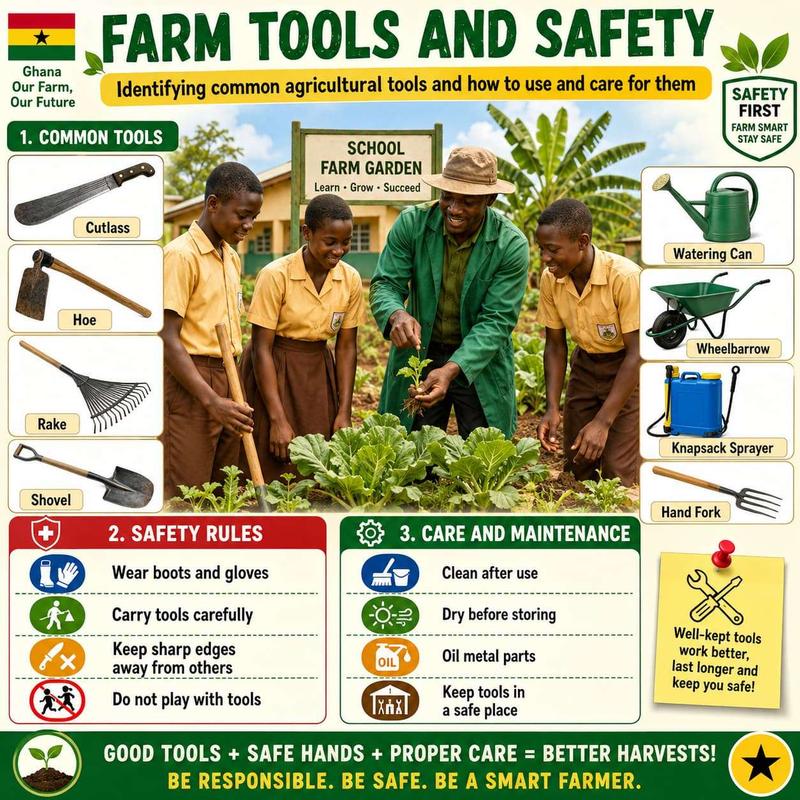 Ghana
Our Farm,
Our Future
FARM TOOLS AND SAFETY
Identifying common agricultural tools and how to use and care for them
SAFETY
FIRST
FARM SMART
STAY SAFE
1. COMMON TOOLS
Cutlass
Hoe
Rake
Shovel
SCHOOL
FARM GARDEN
Learn • Grow • Succeed
Watering Can
Wheelbarrow
Knapsack Sprayer
Hand Fork
2. SAFETY RULES
Wear boots and gloves
Carry tools carefully
Keep sharp edges
away from others
Do not play with tools
3. CARE AND MAINTENANCE
Clean after use
Dry before storing
OIL
Oil metal parts
Keep tools in
a safe place
Well-kept tools
work better,
last longer and
keep you safe!
GOOD TOOLS + SAFE HANDS + PROPER CARE = BETTER HARVESTS!
BE RESPONSIBLE. BE SAFE. BE A SMART FARMER.